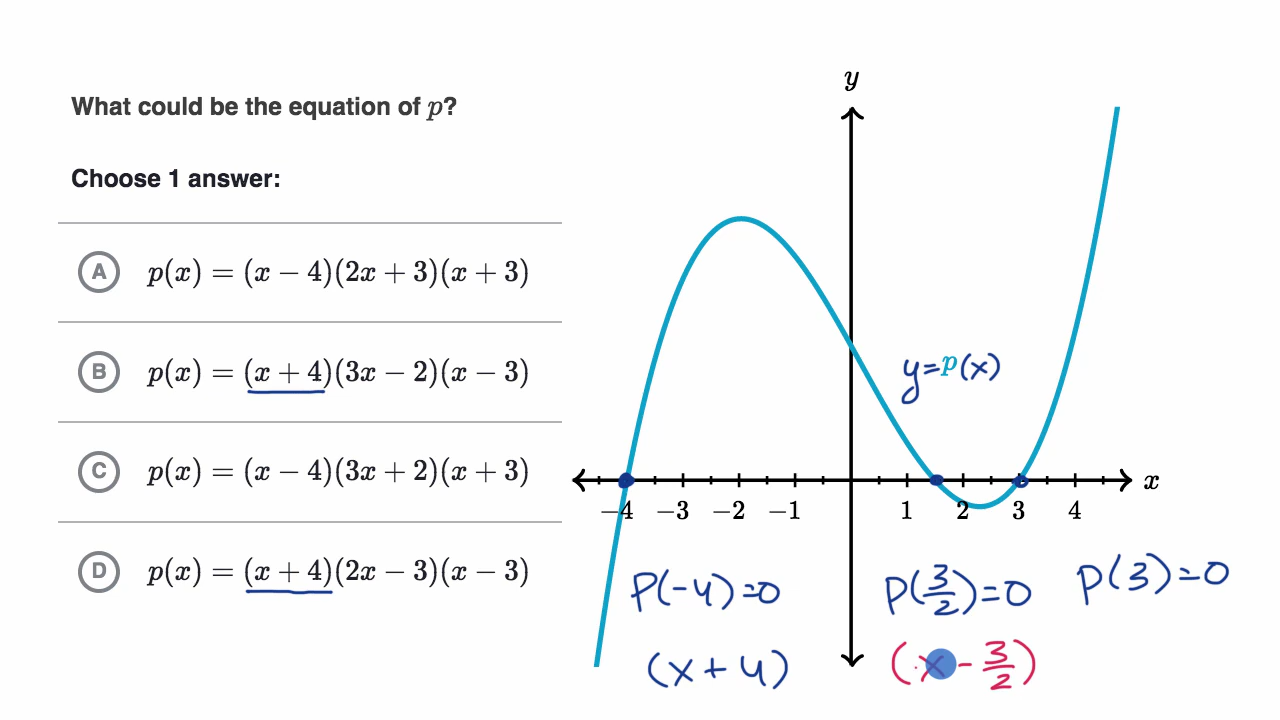 What could be the equation of p?
Choose 1 answer:
A p(x) = (x − 4)(2x + 3)(x + 3)
B p(x) = (x + 4)(3x − 2)(x − 3)
C p(x) = (x − 4)(3x + 2)(x + 3)
D p(x) = (x + 4)(2x − 3)(x − 3)
y
y=p(x)
x
−4 −3 −2 −1 1 2 3 4
P(-4)=0 P(3/2)=0 P(3)=0
(x+4) (x-3/2)